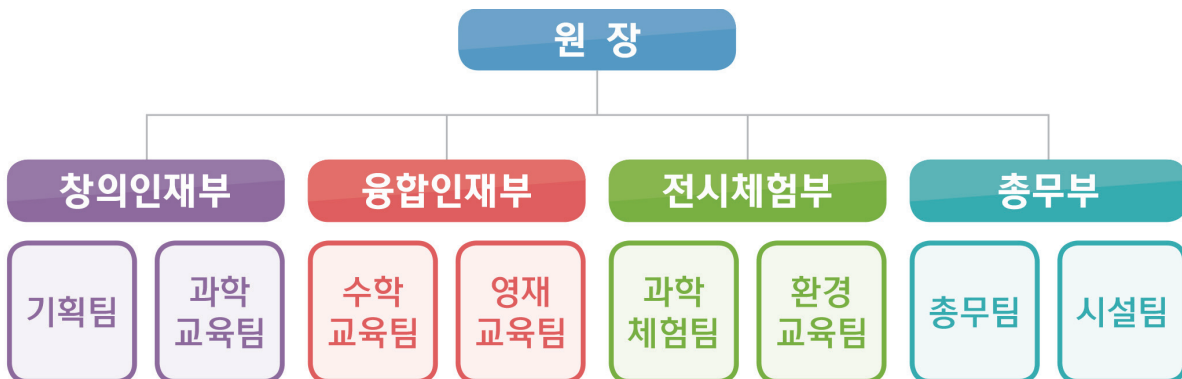 원 장
창의인재부
융합인재부
전시체험부
총무부
기획팀
과학
교육팀
수학
교육팀
영재
교육팀
과학
체험팀
환경
교육팀
총무팀
시설팀